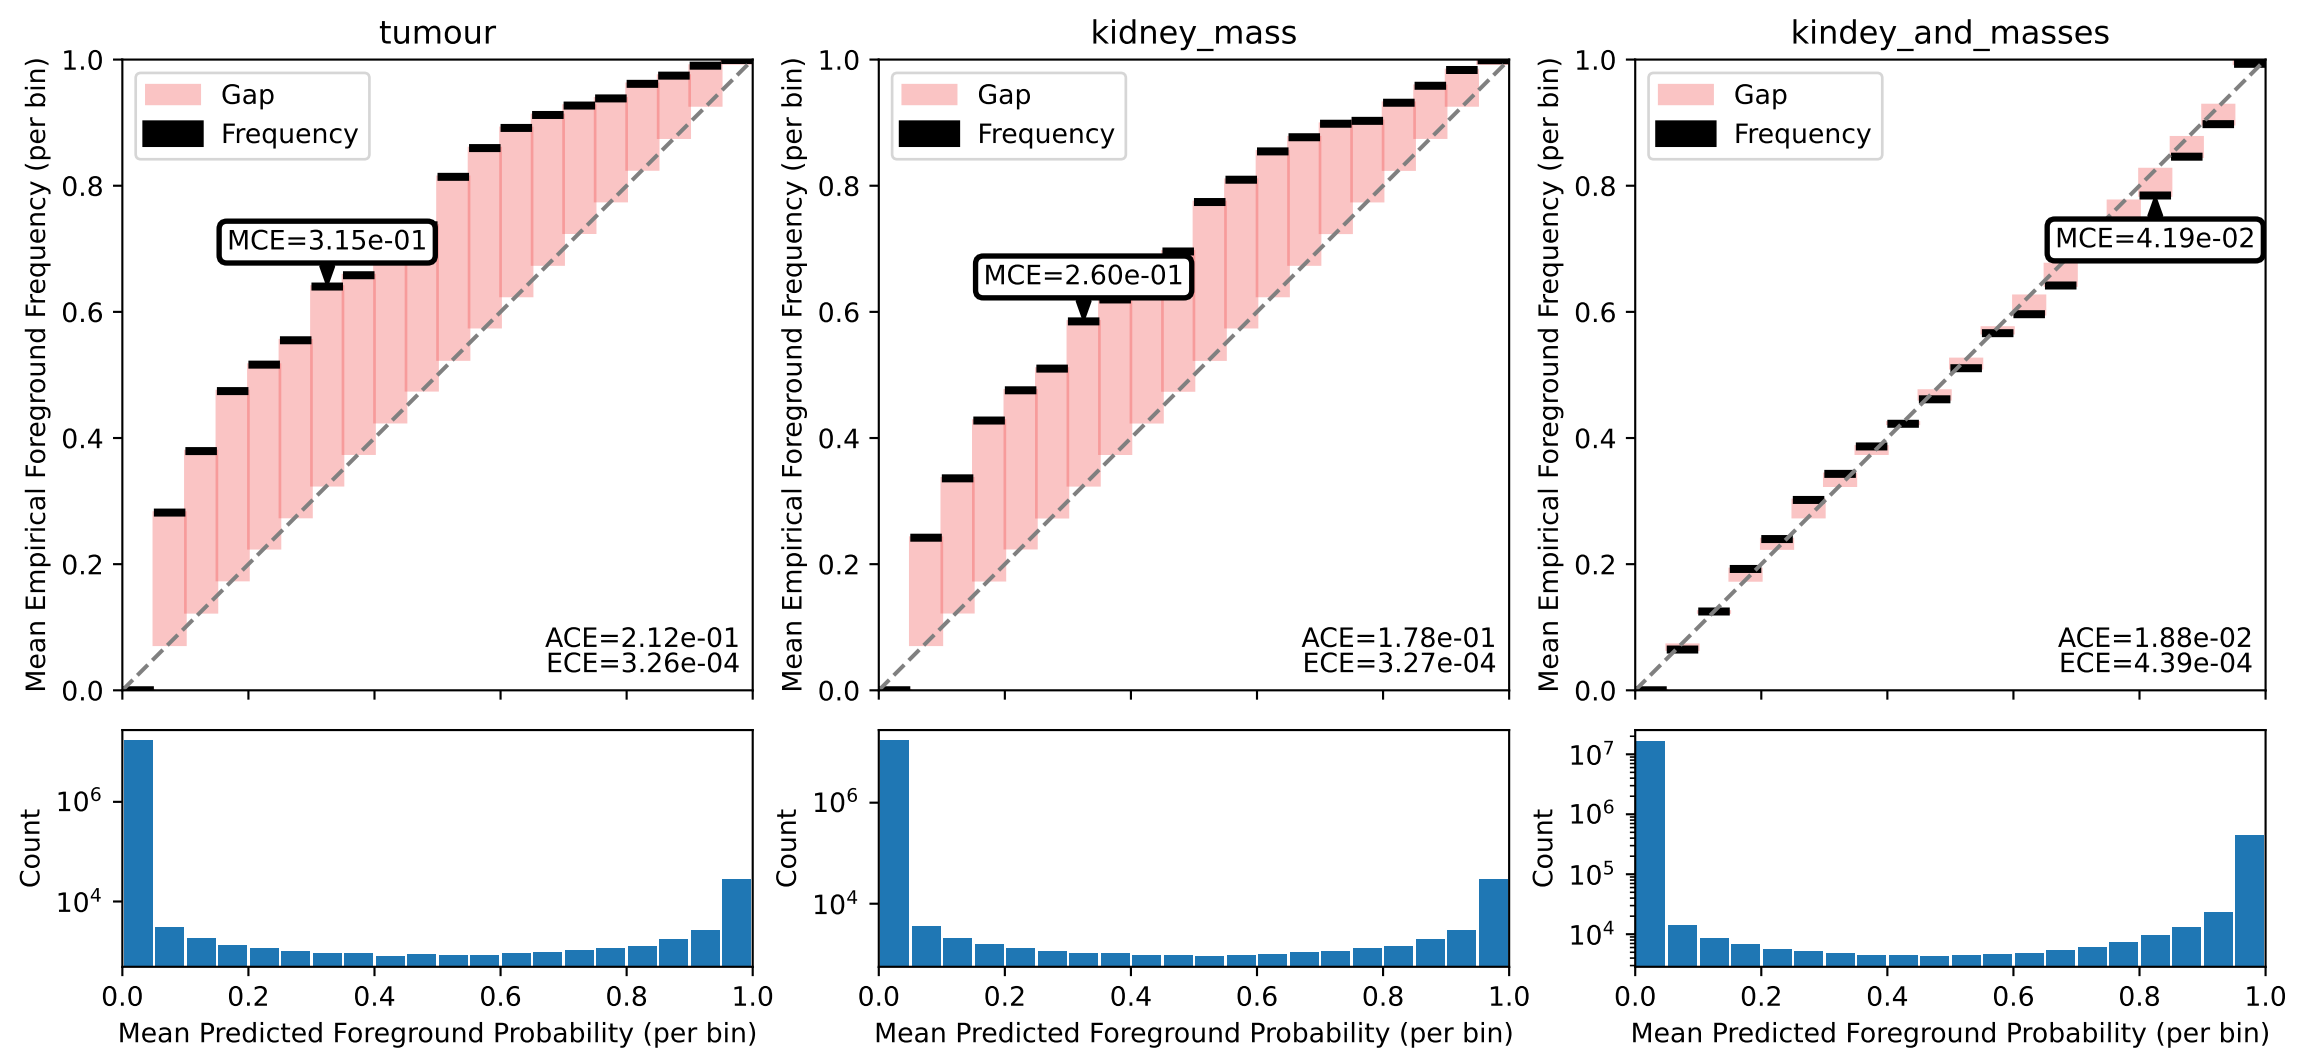 tumour
kidney_mass
kindey_and_masses
Mean Empirical Foreground Frequency (per bin)
1.0
0.8
0.6
0.4
0.2
0.0
Gap
Frequency
MCE=3.15e-01
ACE=2.12e-01
ECE=3.26e-04
Mean Empirical Foreground Frequency (per bin)
1.0
0.8
0.6
0.4
0.2
0.0
Gap
Frequency
MCE=2.60e-01
ACE=1.78e-01
ECE=3.27e-04
Mean Empirical Foreground Frequency (per bin)
1.0
0.8
0.6
0.4
0.2
0.0
Gap
Frequency
MCE=4.19e-02
ACE=1.88e-02
ECE=4.39e-04
Count
10^6
10^4
0.0 0.2 0.4 0.6 0.8 1.0
Mean Predicted Foreground Probability (per bin)
Count
10^6
10^4
0.0 0.2 0.4 0.6 0.8 1.0
Mean Predicted Foreground Probability (per bin)
Count
10^7
10^6
10^5
10^4
0.0 0.2 0.4 0.6 0.8 1.0
Mean Predicted Foreground Probability (per bin)